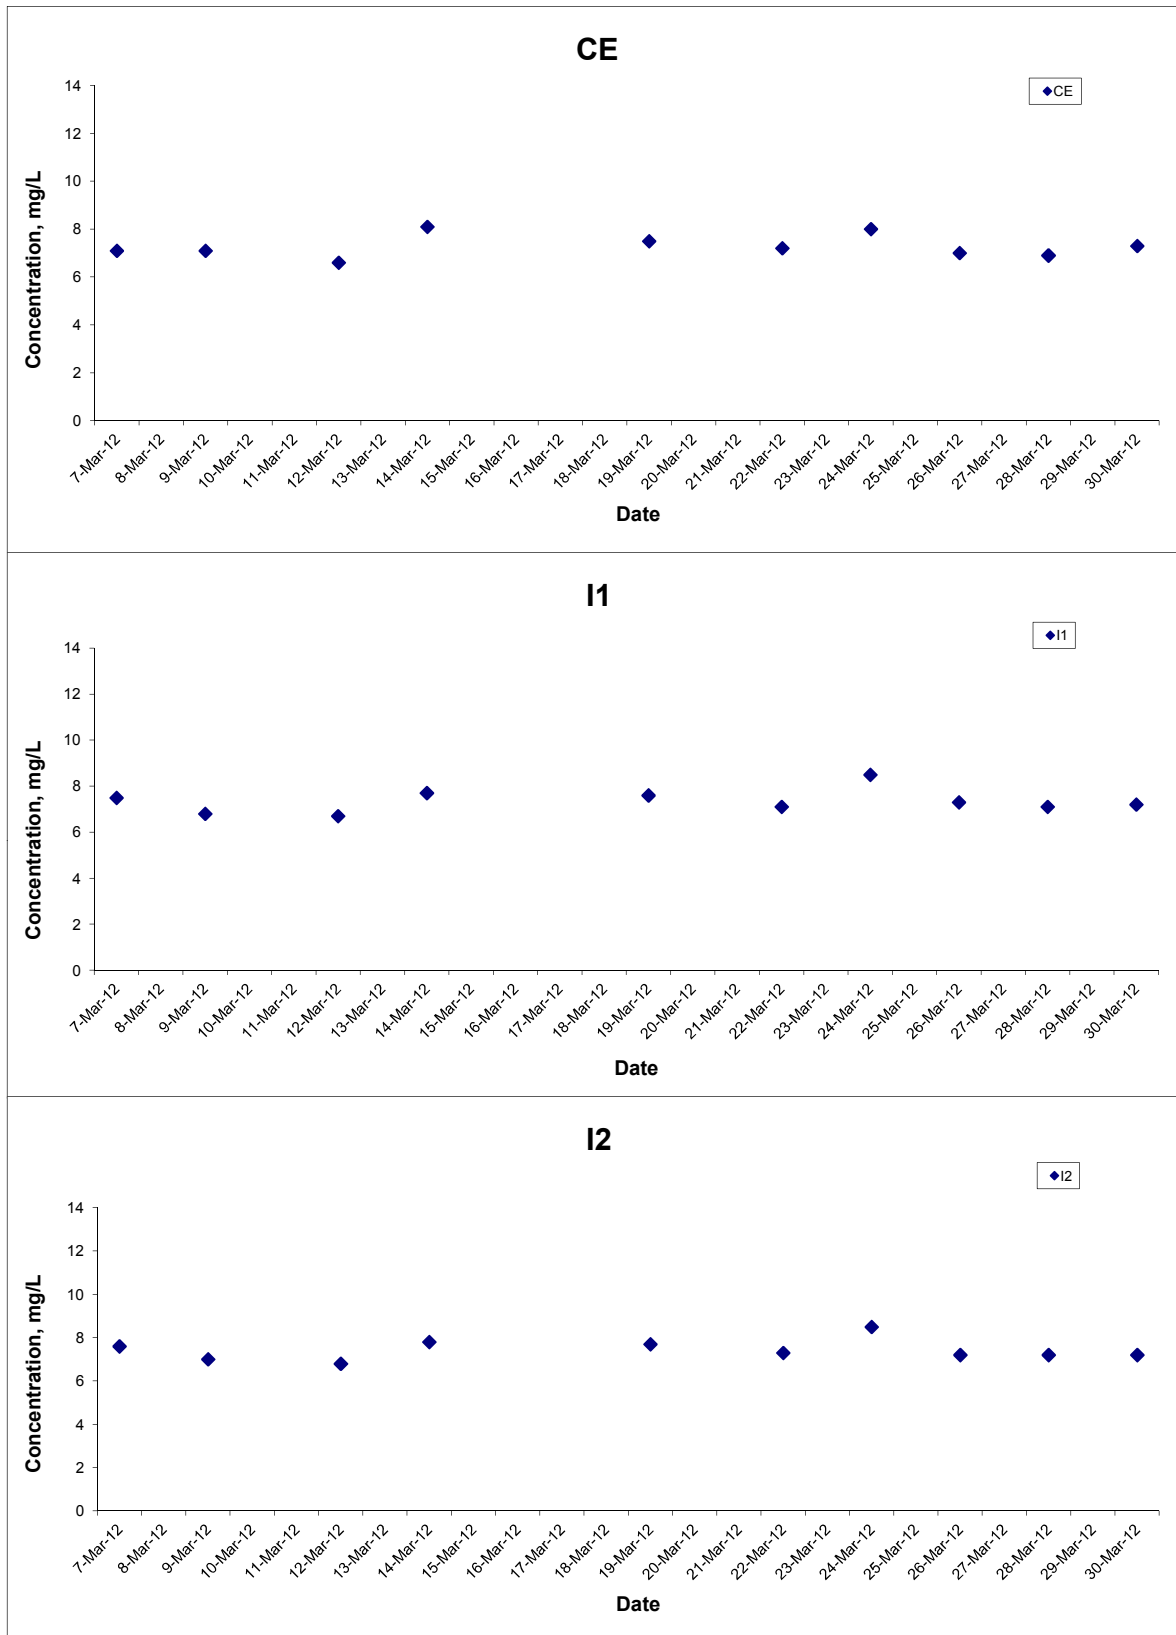 CE
CE
14
12
10
8
6
4
2
0
Concentration, mg/L
7-Mar-12
8-Mar-12
9-Mar-12
10-Mar-12
11-Mar-12
12-Mar-12
13-Mar-12
14-Mar-12
15-Mar-12
16-Mar-12
17-Mar-12
18-Mar-12
19-Mar-12
20-Mar-12
21-Mar-12
22-Mar-12
23-Mar-12
24-Mar-12
25-Mar-12
26-Mar-12
27-Mar-12
28-Mar-12
29-Mar-12
30-Mar-12
Date
I1
I1
14
12
10
8
6
4
2
0
Concentration, mg/L
7-Mar-12
8-Mar-12
9-Mar-12
10-Mar-12
11-Mar-12
12-Mar-12
13-Mar-12
14-Mar-12
15-Mar-12
16-Mar-12
17-Mar-12
18-Mar-12
19-Mar-12
20-Mar-12
21-Mar-12
22-Mar-12
23-Mar-12
24-Mar-12
25-Mar-12
26-Mar-12
27-Mar-12
28-Mar-12
29-Mar-12
30-Mar-12
Date
I2
I2
14
12
10
8
6
4
2
0
Concentration, mg/L
7-Mar-12
8-Mar-12
9-Mar-12
10-Mar-12
11-Mar-12
12-Mar-12
13-Mar-12
14-Mar-12
15-Mar-12
16-Mar-12
17-Mar-12
18-Mar-12
19-Mar-12
20-Mar-12
21-Mar-12
22-Mar-12
23-Mar-12
24-Mar-12
25-Mar-12
26-Mar-12
27-Mar-12
28-Mar-12
29-Mar-12
30-Mar-12
Date